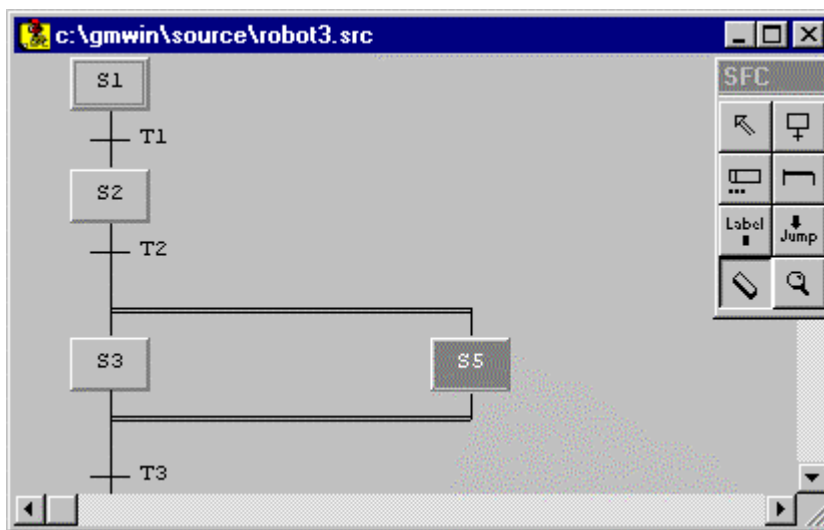 c:\gmwin\source\robot3.src
SFC
S1
T1
S2
T2
Label
Jump
S3
S5
T3